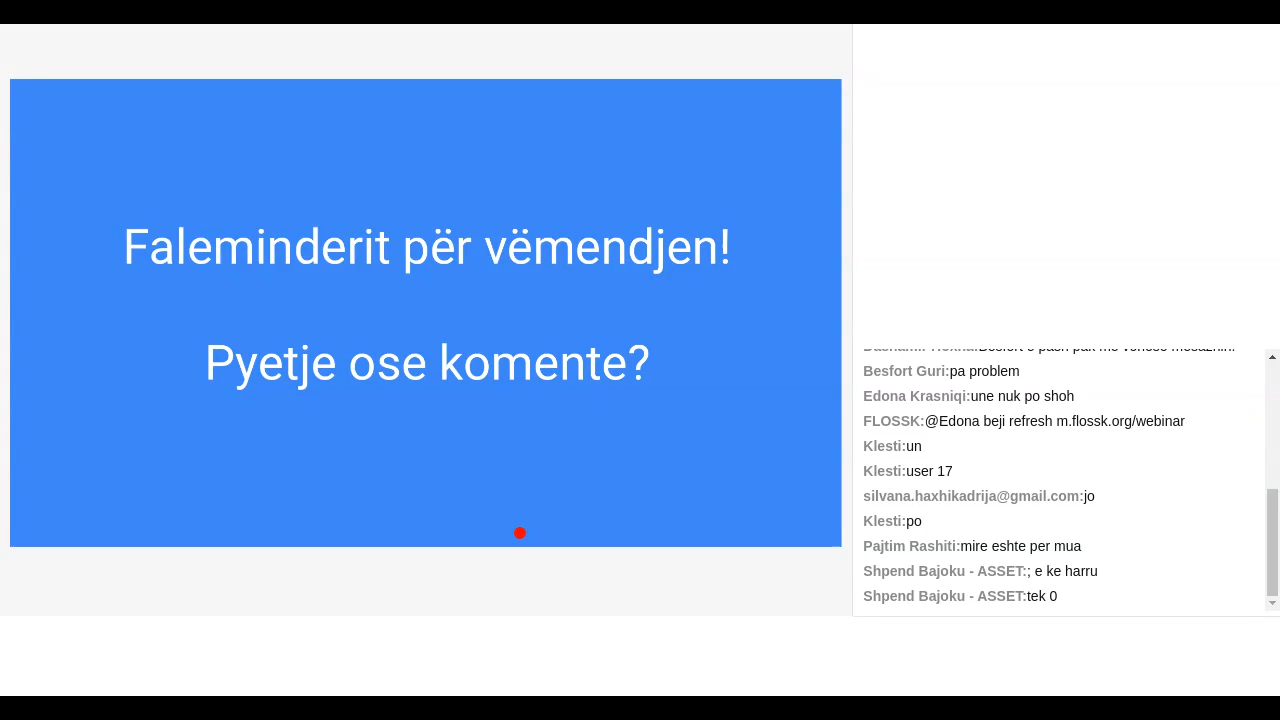 Faleminderit për vëmendjen!
Pyetje ose komente?
Besfort Guri:pa problem
Edona Krasniqi:une nuk po shoh
FLOSSK:@Edona beji refresh m.flossk.org/webinar
Klesti:un
Klesti:user 17
silvana.haxhikadrija@gmail.com:jo
Klesti:po
Pajtim Rashiti:mire eshte per mua
Shpend Bajoku - ASSET:; e ke harru
Shpend Bajoku - ASSET:tek 0